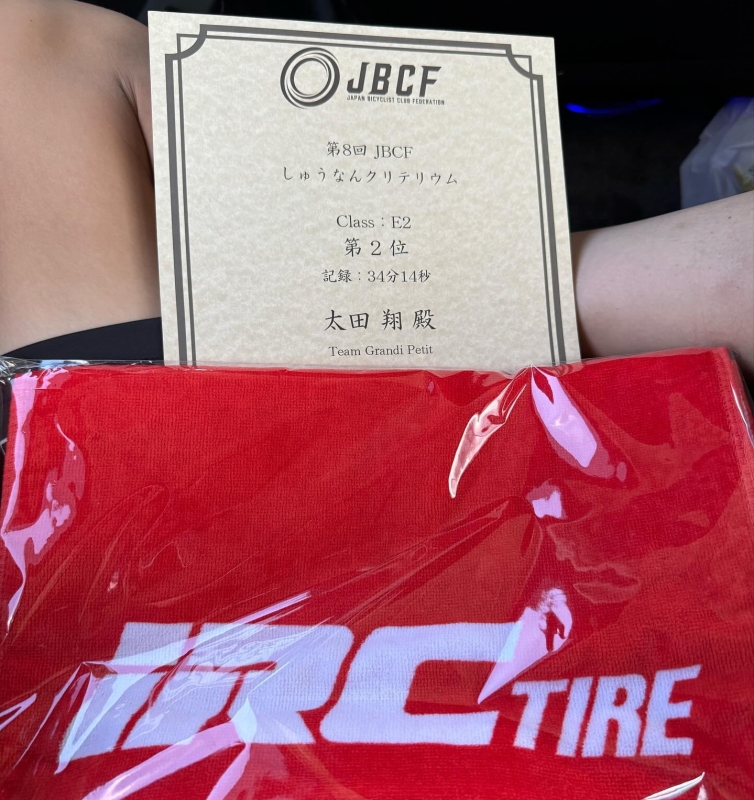 JBCF
JAPAN BICYCLIST CLUB FEDERATION
第8回 JBCF
しゅうなんクリテリウム
Class：E2
第 2 位
記録：34分14秒
太田 翔 殿
Team Grandi Petit
IRC TIRE